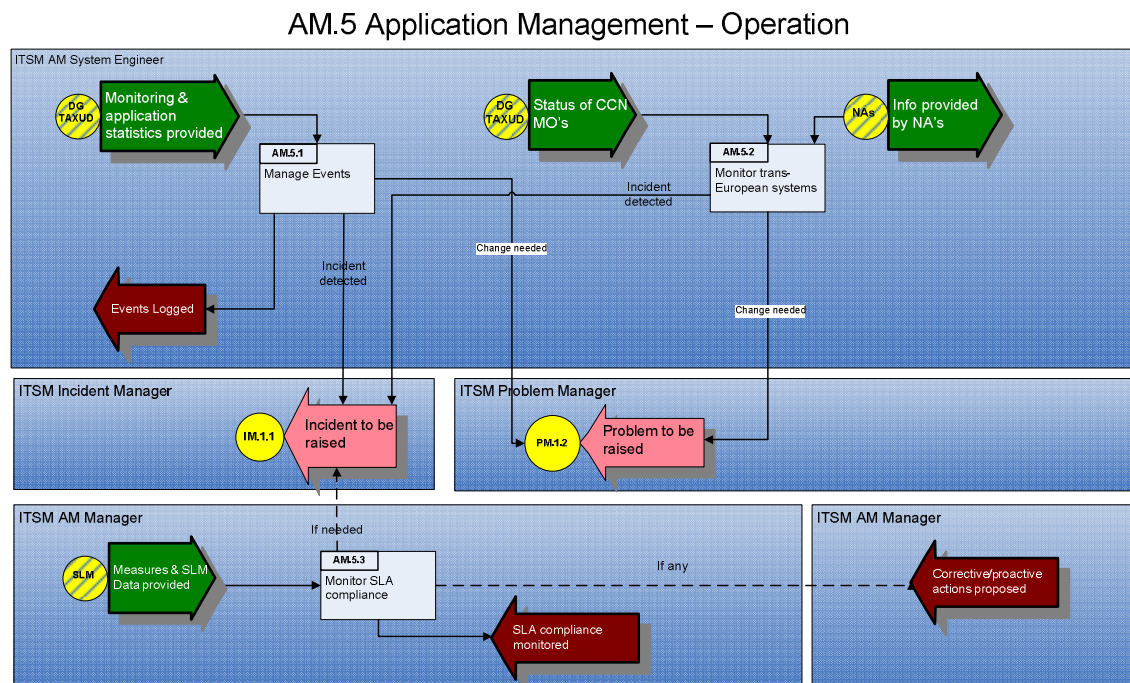 AM.5 Application Management – Operation
ITSM AM System Engineer
DG
TAXUD
Monitoring &
application
statistics provided
DG
TAXUD
Status of CCN
MO's
NAs
Info provided
by NA's
AM.5.1
Manage Events
AM.5.2
Monitor trans-
European systems
Incident
detected
Change needed
Incident
detected
Events Logged
Change needed
ITSM Incident Manager
IM.1.1
Incident to be
raised
ITSM Problem Manager
PM.1.2
Problem to be
raised
ITSM AM Manager
If needed
SLM
Measures & SLM
Data provided
AM.5.3
Monitor SLA
compliance
If any
SLA compliance
monitored
ITSM AM Manager
Corrective/proactive
actions proposed